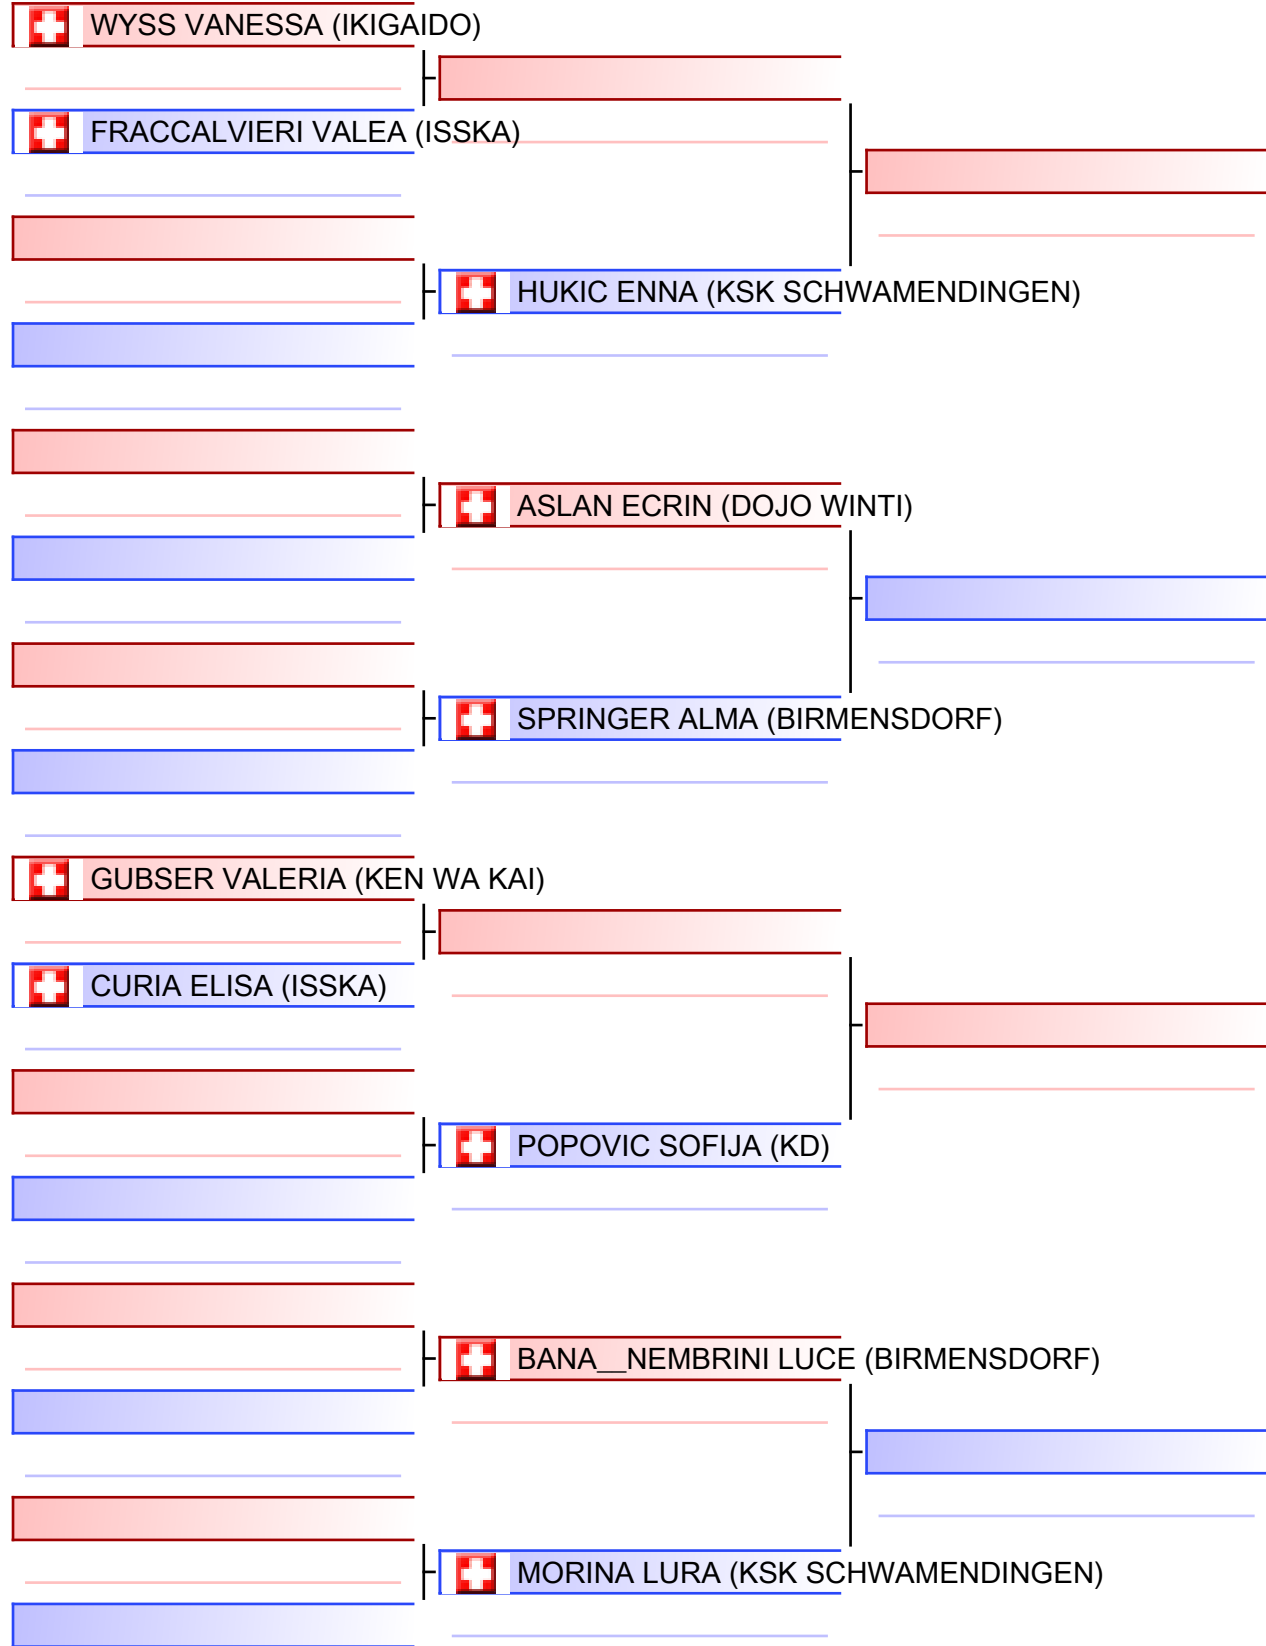 WYSS VANESSA (IKIGAIDO)
FRACCALVIERI VALEA (ISSKA)
HUKIC ENNA (KSK SCHWAMENDINGEN)
ASLAN ECRIN (DOJO WINTI)
SPRINGER ALMA (BIRMENSDORF)
GUBSER VALERIA (KEN WA KAI)
CURIA ELISA (ISSKA)
POPOVIC SOFIJA (KD)
BANA__NEMBRINI LUCE (BIRMENSDORF)
MORINA LURA (KSK SCHWAMENDINGEN)